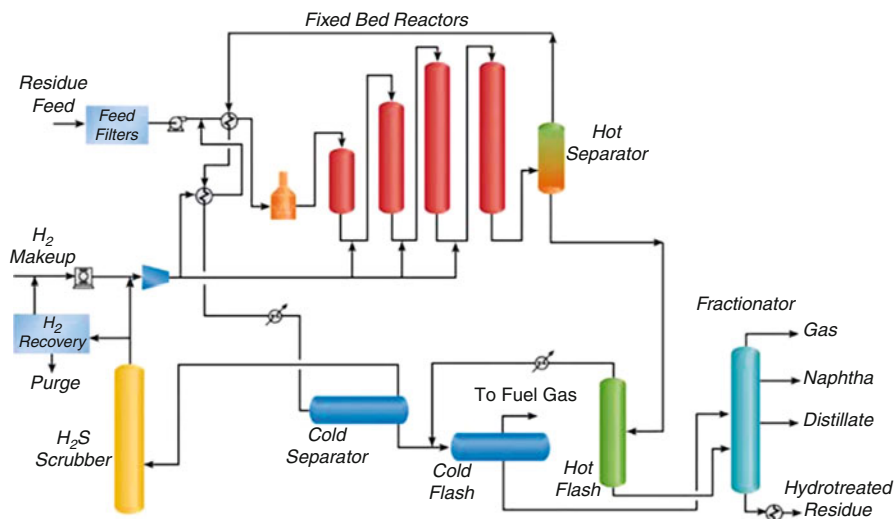 Fixed Bed Reactors
Residue
Feed
Feed
Filters
Hot
Separator
H2
Makeup
H2
Recovery
Purge
H2S
Scrubber
Cold
Separator
To Fuel Gas
Cold
Flash
Hot
Flash
Fractionator
Gas
Naphtha
Distillate
Hydrotreated
Residue